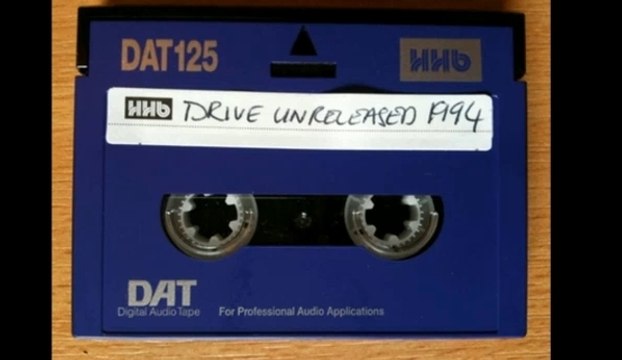 DAT125
HHb
HHb DRIVE UNRELEASED 1994
DAT
Digital Audio Tape For Professional Audio Applications